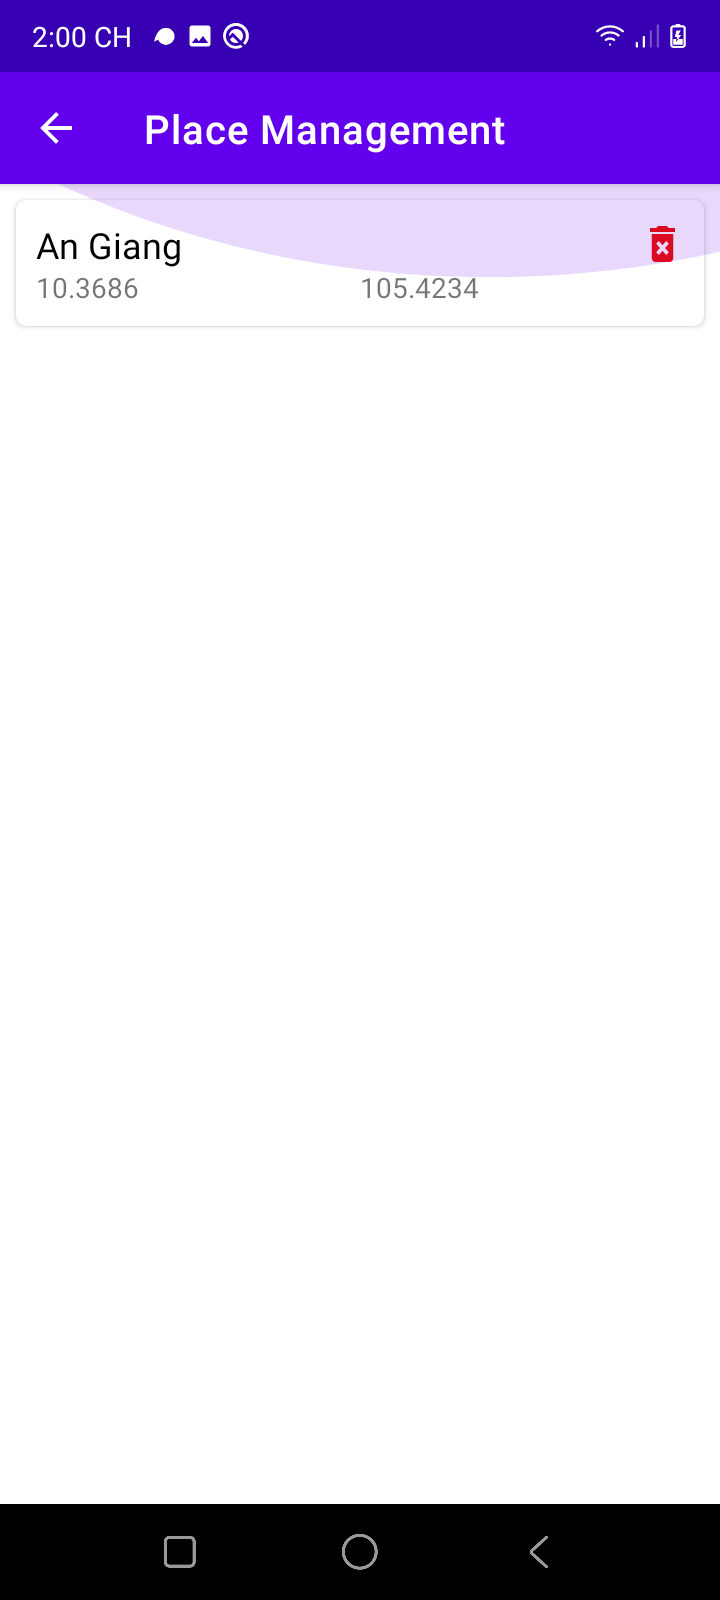 2:00 CH
Place Management
An Giang
10.3686 105.4234